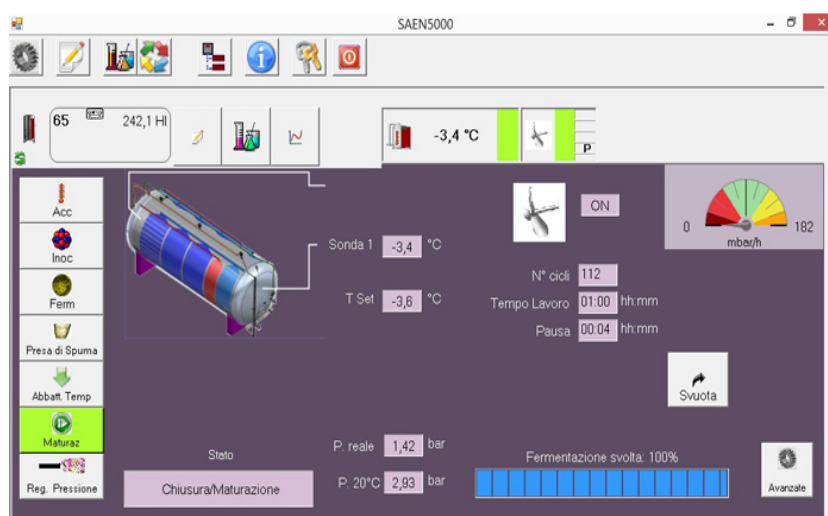 SAEN5000
65 242,1 Hl
-3,4 °C
P
Acc
Inoc
Ferm
Presa di Spuma
Abbatt. Temp
Maturaz
Reg. Pressione
Sonda 1 -3,4 °C
T Set -3,6 °C
ON
N° cicli 112
Tempo Lavoro 01:00 hh:mm
Pausa 00:04 hh:mm
0 182
mbar/h
Svuota
Stato
Chiusura/Maturazione
P. reale 1,42 bar
P. 20°C 2,93 bar
Fermentazione svolta: 100%
Avanzate